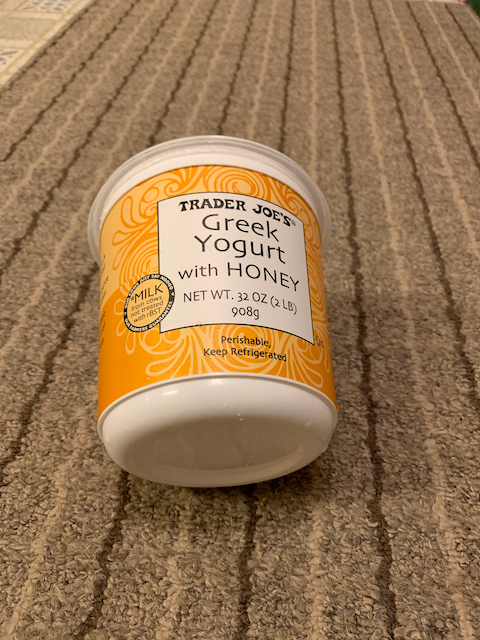 TRADER JOE'S®
Greek
Yogurt
with HONEY
NET WT. 32 OZ (2 LB)
908g
MILK
from cows
not treated
with rBST
Perishable,
Keep Refrigerated